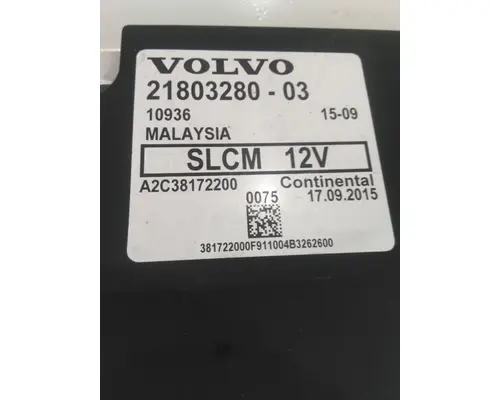 VOLVO
21803280 - 03
10936 15-09
MALAYSIA
SLCM 12V
A2C38172200 Continental
0075 17.09.2015
381722000F911004B3262600